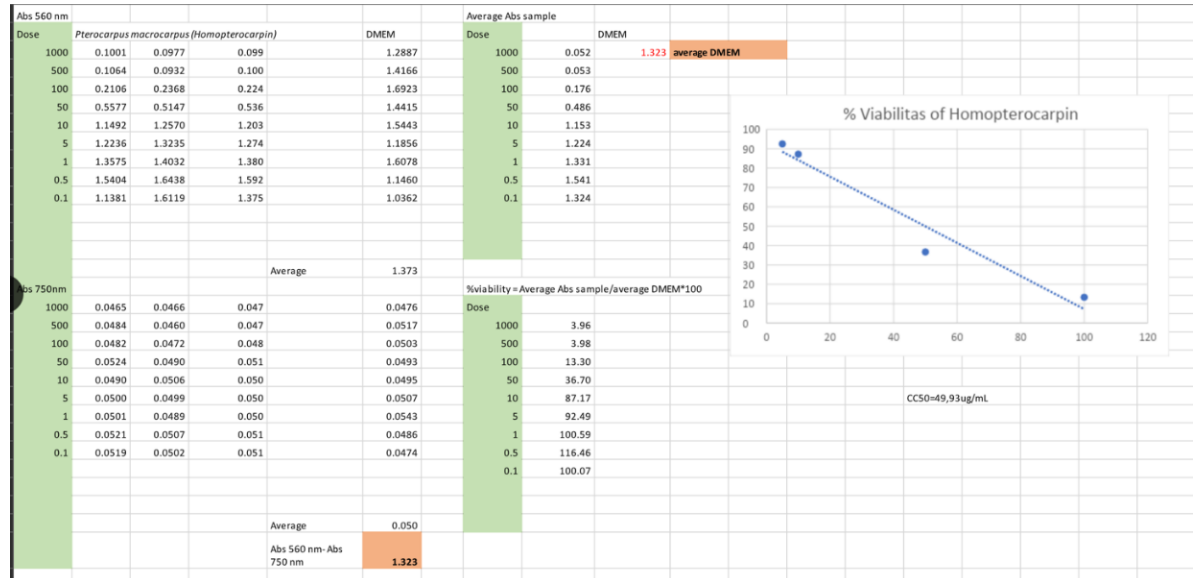 Abs 560 nm
Dose Pterocarpus macrocarpus (Homopterocarpin) DMEM
1000 0.1001 0.0977 0.099 1.2887
500 0.1064 0.0932 0.100 1.4166
100 0.2106 0.2368 0.224 1.6923
50 0.5577 0.5147 0.536 1.4415
10 1.1492 1.2570 1.203 1.5443
5 1.2236 1.3235 1.274 1.1856
1 1.3575 1.4032 1.380 1.6078
0.5 1.5404 1.6438 1.592 1.1460
0.1 1.1381 1.6119 1.375 1.0362
Average 1.373
Abs 750nm
1000 0.0465 0.0466 0.047 0.0476
500 0.0484 0.0460 0.047 0.0517
100 0.0482 0.0472 0.048 0.0503
50 0.0524 0.0490 0.051 0.0493
10 0.0490 0.0506 0.050 0.0495
5 0.0500 0.0499 0.050 0.0507
1 0.0501 0.0489 0.050 0.0543
0.5 0.0521 0.0507 0.051 0.0486
0.1 0.0519 0.0502 0.051 0.0474
Average 0.050
Abs 560 nm- Abs
750 nm 1.323
Average Abs sample
Dose DMEM
1000 0.052 1.323 average DMEM
500 0.053
100 0.176
50 0.486
10 1.153
5 1.224
1 1.331
0.5 1.541
0.1 1.324
%viability = Average Abs sample/average DMEM*100
Dose
1000 3.96
500 3.98
100 13.30
50 36.70
10 87.17
5 92.49
1 100.59
0.5 116.46
0.1 100.07
% Viabilitas of Homopterocarpin
100
90
80
70
60
50
40
30
20
10
0
0 20 40 60 80 100 120
CC50=49,93ug/mL